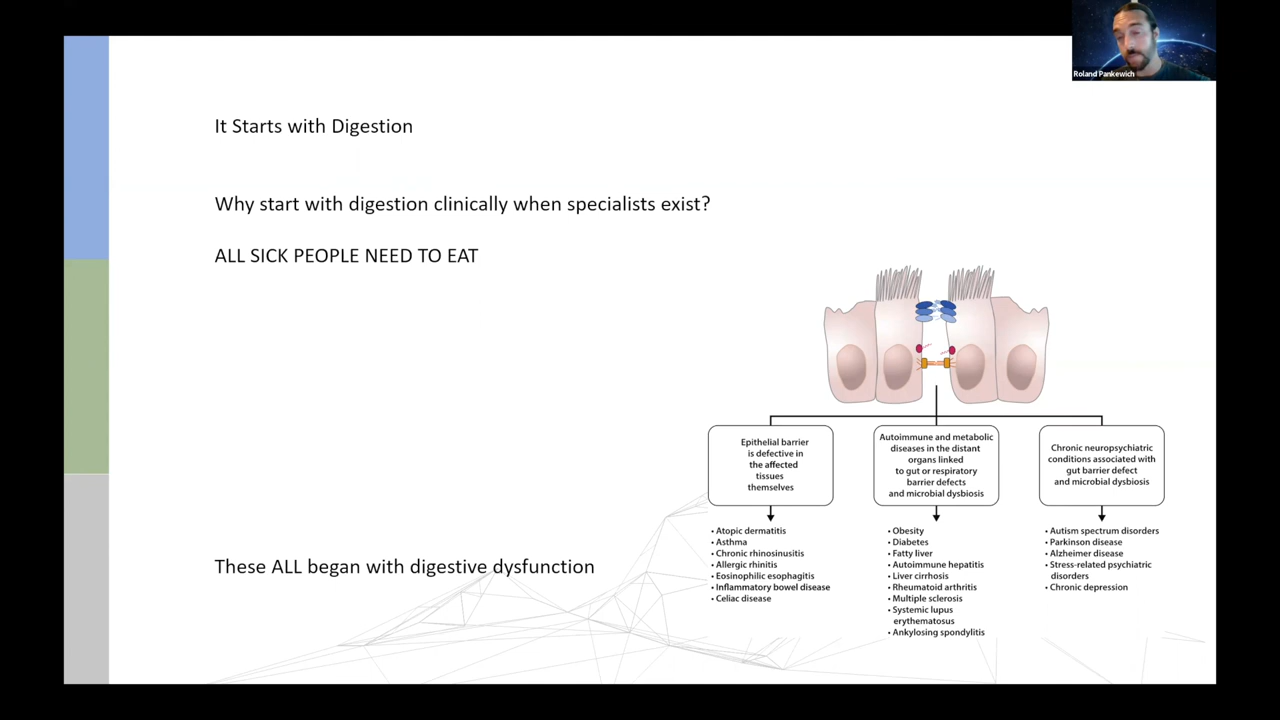 Roland Pankewich
It Starts with Digestion
Why start with digestion clinically when specialists exist?
ALL SICK PEOPLE NEED TO EAT
Epithelial barrier
is defective in
the affected
tissues
themselves
• Atopic dermatitis
• Asthma
• Chronic rhinosinusitis
• Allergic rhinitis
• Eosinophilic esophagitis
• Inflammatory bowel disease
• Celiac disease
Autoimmune and metabolic
diseases in the distant
organs linked
to gut or respiratory
barrier defects
and microbial dysbiosis
• Obesity
• Diabetes
• Fatty liver
• Autoimmune hepatitis
• Liver cirrhosis
• Rheumatoid arthritis
• Multiple sclerosis
• Systemic lupus
erythematosus
• Ankylosing spondylitis
Chronic neuropsychiatric
conditions associated with
gut barrier defect
and microbial dysbiosis
• Autism spectrum disorders
• Parkinson disease
• Alzheimer disease
• Stress-related psychiatric
disorders
• Chronic depression
These ALL began with digestive dysfunction